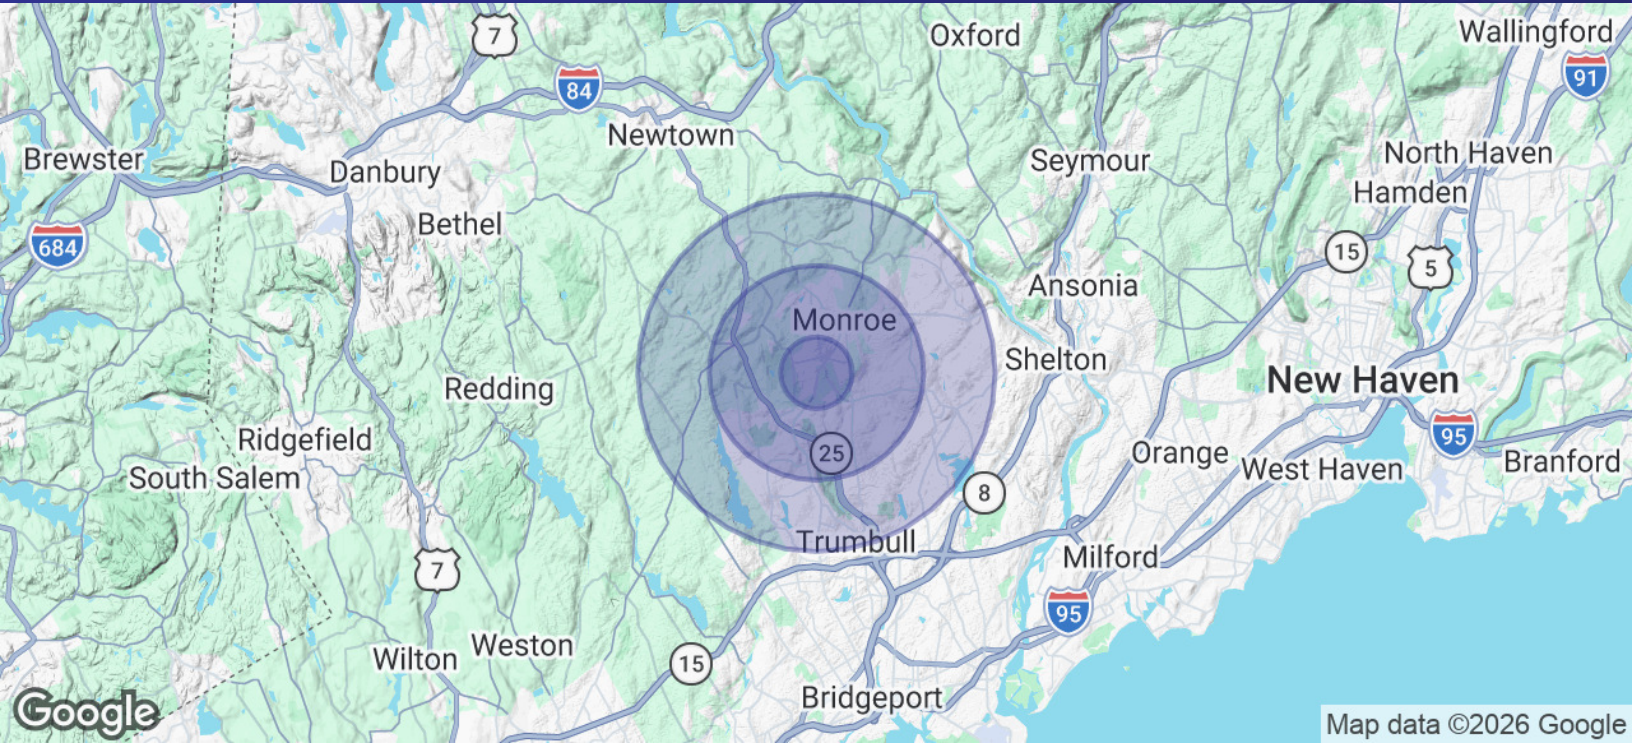 7
Oxford
Wallingford
84
91
Newtown
Brewster
Danbury
Seymour
North Haven
Hamden
Bethel
684
15
5
Ansonia
Monroe
Shelton
New Haven
Redding
Ridgefield
25
95
South Salem
Orange
West Haven
Branford
8
Trumbull
Milford
7
95
Wilton
Weston
15
Bridgeport
Google
Map data ©2026 Google